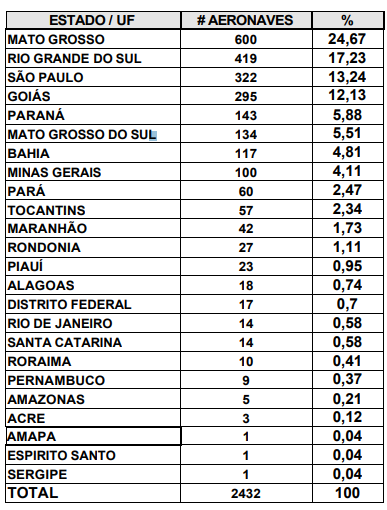 ESTADO / UF # AERONAVES %
MATO GROSSO 600 24,67
RIO GRANDE DO SUL 419 17,23
SÃO PAULO 322 13,24
GOIÁS 295 12,13
PARANÁ 143 5,88
MATO GROSSO DO SUL 134 5,51
BAHIA 117 4,81
MINAS GERAIS 100 4,11
PARÁ 60 2,47
TOCANTINS 57 2,34
MARANHÃO 42 1,73
RONDONIA 27 1,11
PIAUÍ 23 0,95
ALAGOAS 18 0,74
DISTRITO FEDERAL 17 0,7
RIO DE JANEIRO 14 0,58
SANTA CATARINA 14 0,58
RORAIMA 10 0,41
PERNAMBUCO 9 0,37
AMAZONAS 5 0,21
ACRE 3 0,12
AMAPA 1 0,04
ESPIRITO SANTO 1 0,04
SERGIPE 1 0,04
TOTAL 2432 100